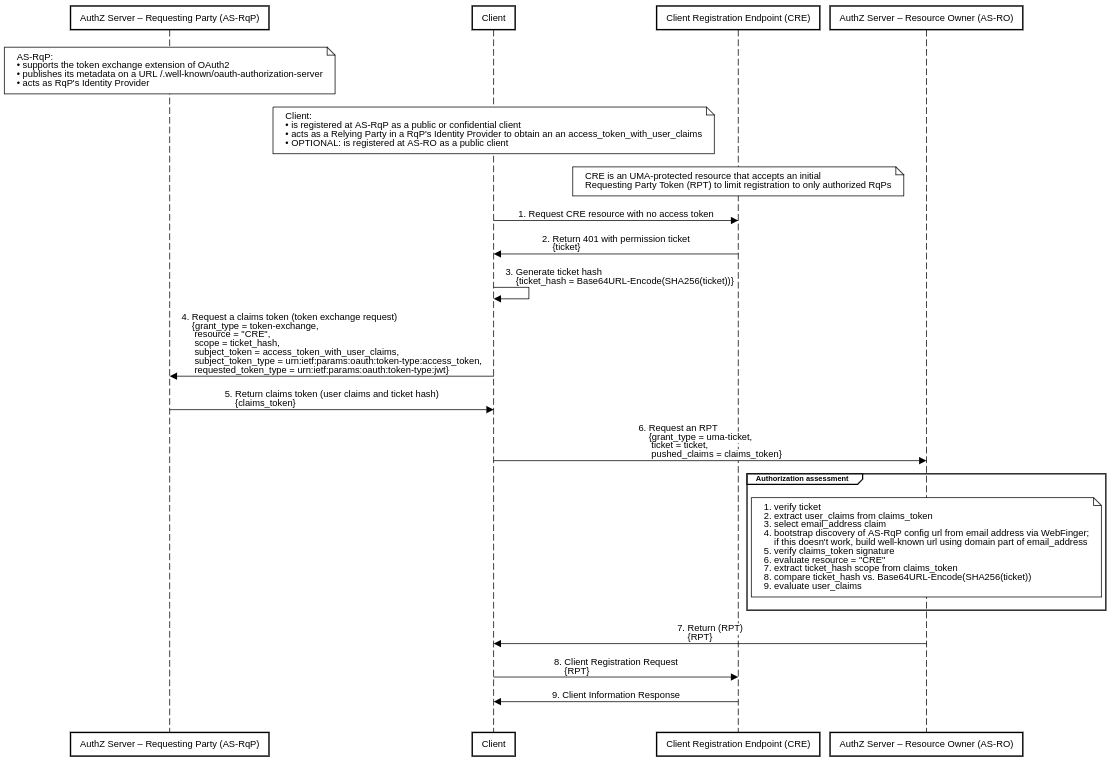 AuthZ Server – Requesting Party (AS-RqP)
Client
Client Registration Endpoint (CRE)
AuthZ Server – Resource Owner (AS-RO)
AS-RqP:
• supports the token exchange extension of OAuth2
• publishes its metadata on a URL /.well-known/oauth-authorization-server
• acts as RqP's Identity Provider
Client:
• is registered at AS-RqP as a public or confidential client
• acts as a Relying Party in a RqP's Identity Provider to obtain an an access_token_with_user_claims
• OPTIONAL: is registered at AS-RO as a public client
CRE is an UMA-protected resource that accepts an initial
Requesting Party Token (RPT) to limit registration to only authorized RqPs
1. Request CRE resource with no access token
2. Return 401 with permission ticket
{ticket}
3. Generate ticket hash
{ticket_hash = Base64URL-Encode(SHA256(ticket))}
4. Request a claims token (token exchange request)
{grant_type = token-exchange,
resource = "CRE",
scope = ticket_hash,
subject_token = access_token_with_user_claims,
subject_token_type = urn:ietf:params:oauth:token-type:access_token,
requested_token_type = urn:ietf:params:oauth:token-type:jwt}
5. Return claims token (user claims and ticket hash)
{claims_token}
6. Request an RPT
{grant_type = uma-ticket,
ticket = ticket,
pushed_claims = claims_token}
Authorization assessment
1. verify ticket
2. extract user_claims from claims_token
3. select email_address claim
4. bootstrap discovery of AS-RqP config url from email address via WebFinger;
if this doesn't work, build well-known url using domain part of email_address
5. verify claims_token signature
6. evaluate resource = "CRE"
7. extract ticket_hash scope from claims_token
8. compare ticket_hash vs. Base64URL-Encode(SHA256(ticket))
9. evaluate user_claims
7. Return (RPT)
{RPT}
8. Client Registration Request
{RPT}
9. Client Information Response
AuthZ Server – Requesting Party (AS-RqP)
Client
Client Registration Endpoint (CRE)
AuthZ Server – Resource Owner (AS-RO)